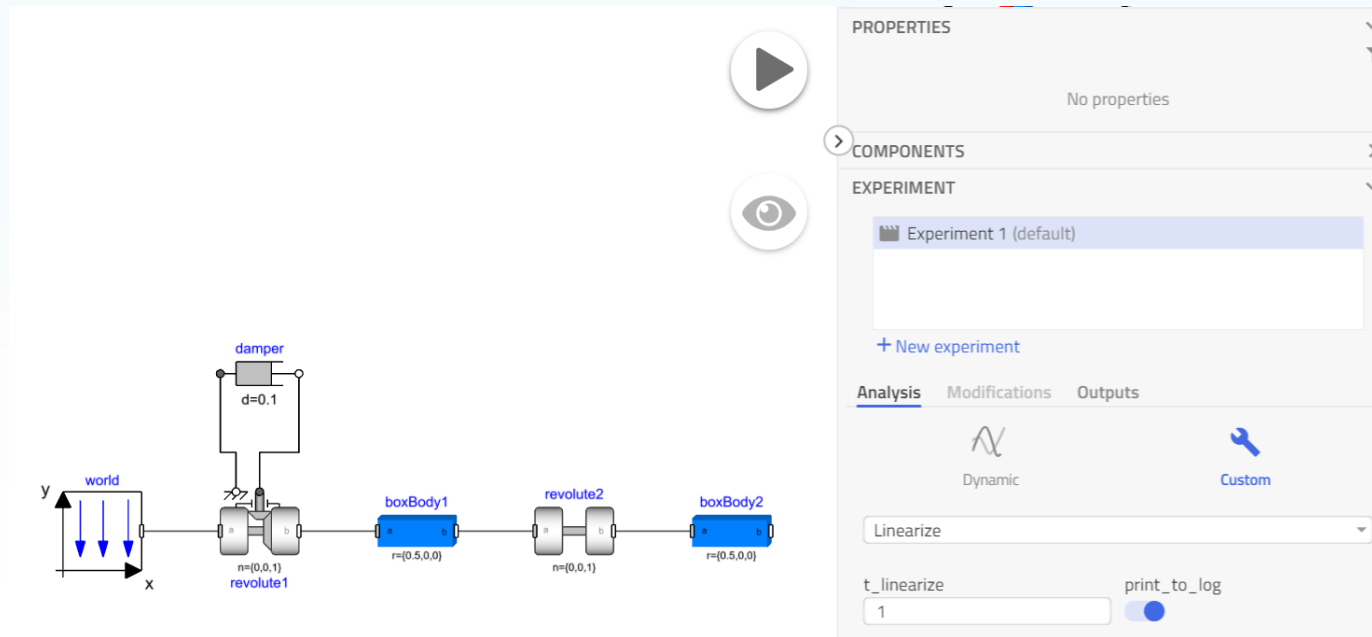 damper
d=0.1
world
y
x
a
b
n={0,0,1}
revolute1
boxBody1
a
b
r={0.5,0,0}
revolute2
a
b
n={0,0,1}
boxBody2
a
b
r={0.5,0,0}
PROPERTIES
No properties
COMPONENTS
EXPERIMENT
Experiment 1 (default)
+ New experiment
Analysis Modifications Outputs
Dynamic Custom
Linearize
t_linearize print_to_log
1